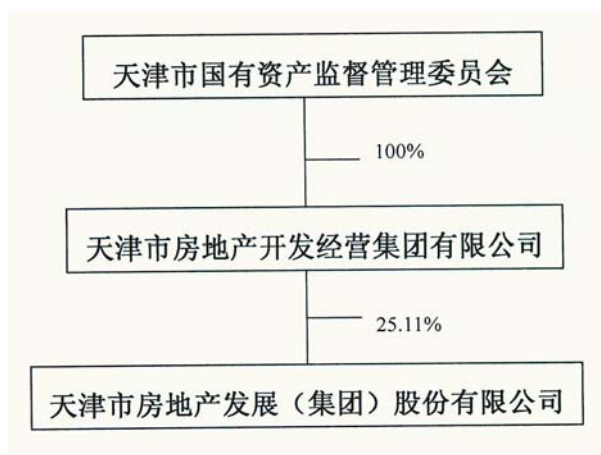 天津市国有资产监督管理委员会
100%
天津市房地产开发经营集团有限公司
25.11%
天津市房地产发展（集团）股份有限公司